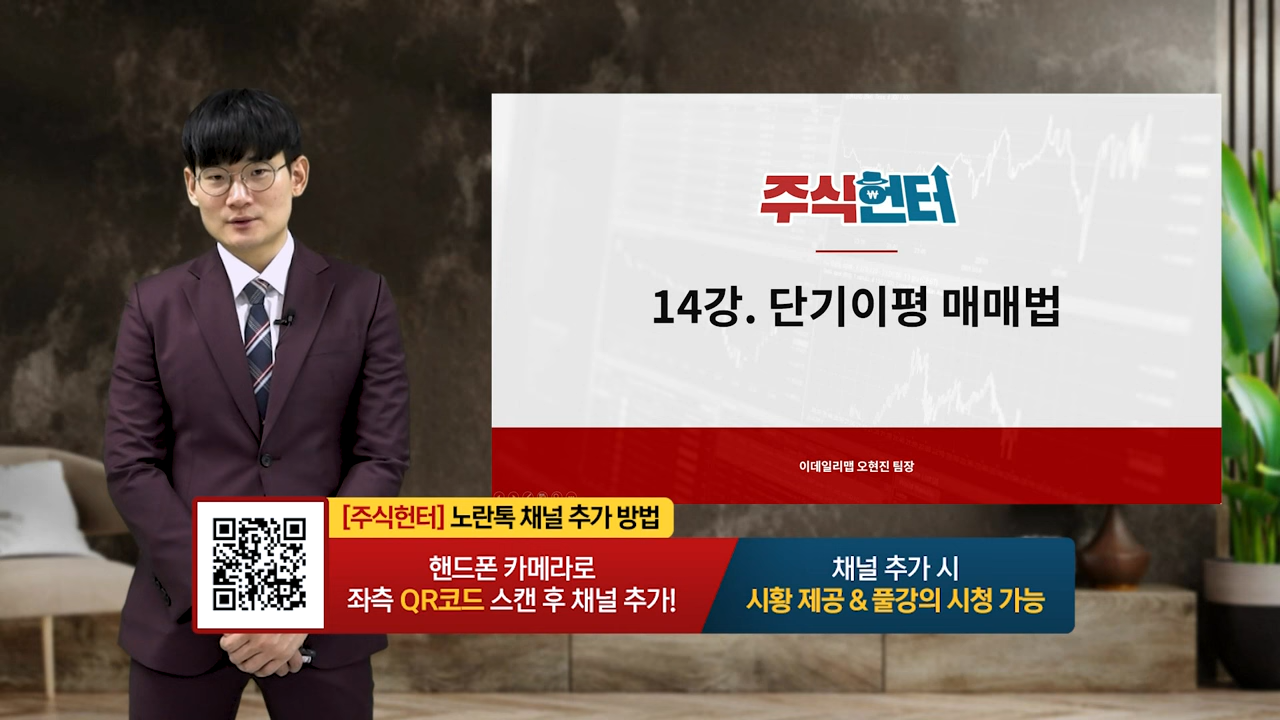 주식헌터
14강. 단기이평 매매법
이데일리맵 오현진 팀장
[주식헌터] 노란톡 채널 추가 방법
핸드폰 카메라로
좌측 QR코드 스캔 후 채널 추가!
채널 추가 시
시황 제공 & 풀강의 시청 가능